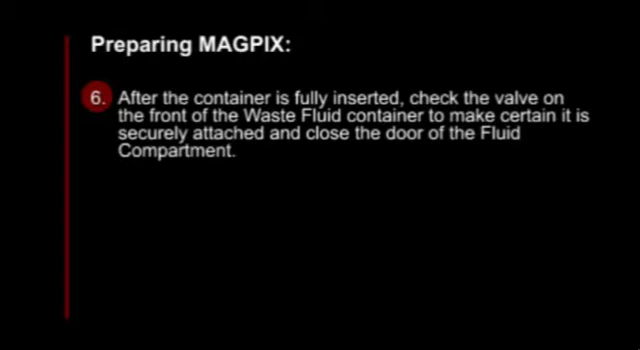 Preparing MAGPIX:
6. After the container is fully inserted, check the valve on
the front of the Waste Fluid container to make certain it is
securely attached and close the door of the Fluid
Compartment.